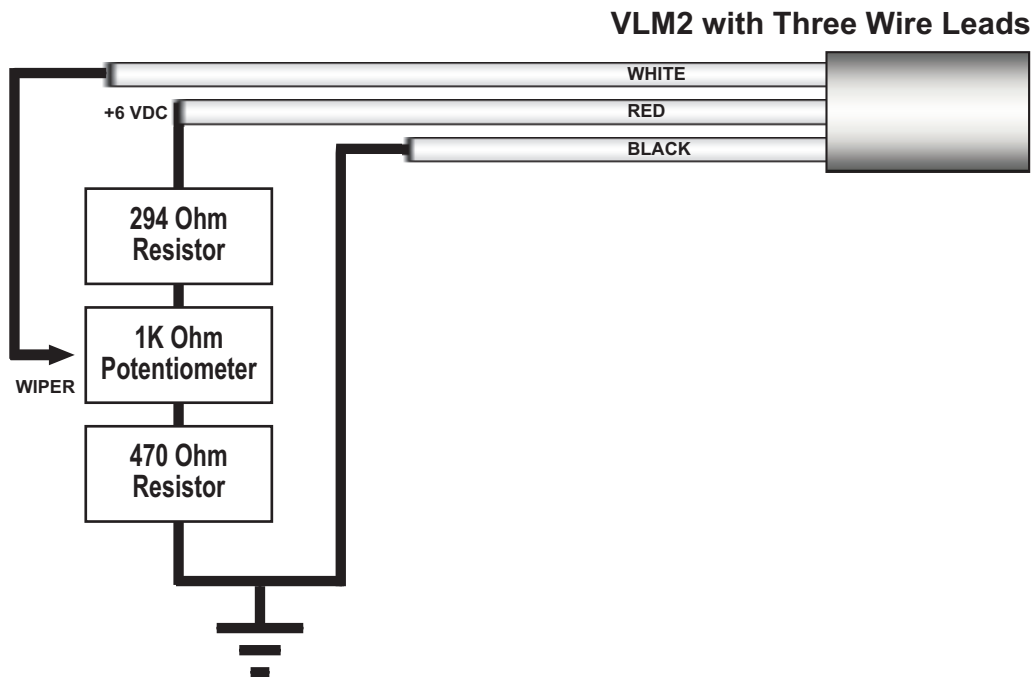 VLM2 with Three Wire Leads
WHITE
+6 VDC
RED
BLACK
294 Ohm
Resistor
1K Ohm
Potentiometer
WIPER
470 Ohm
Resistor